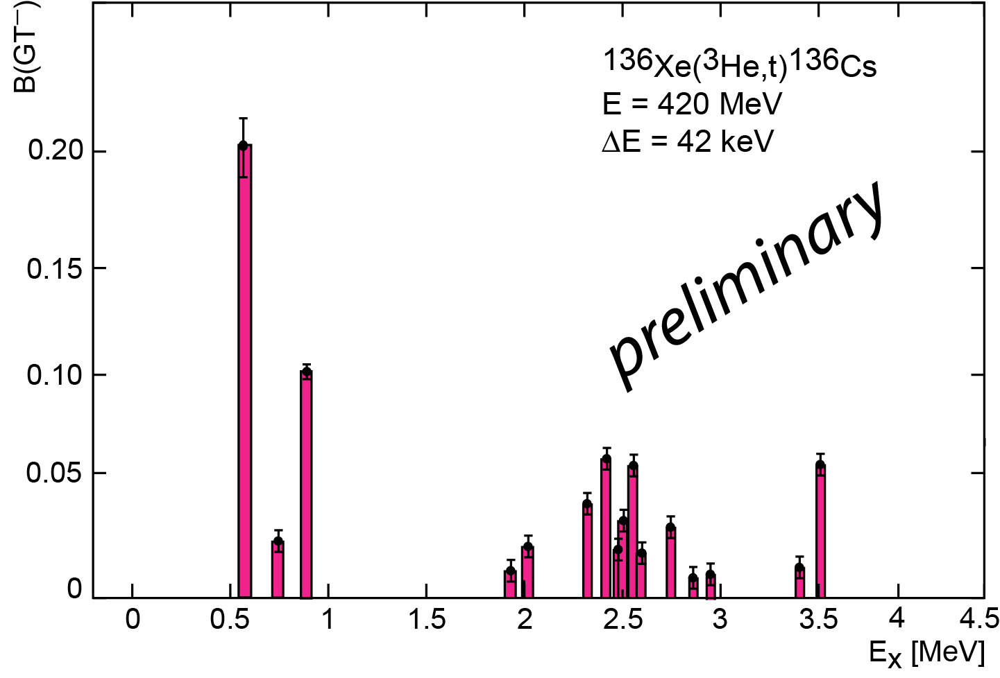 B(GT⁻)
¹³⁶Xe(³He,t)¹³⁶Cs
E = 420 MeV
ΔE = 42 keV
preliminary
0.20
0.15
0.10
0.05
0
0 0.5 1 1.5 2 2.5 3 3.5 4 4.5
Eₓ [MeV]